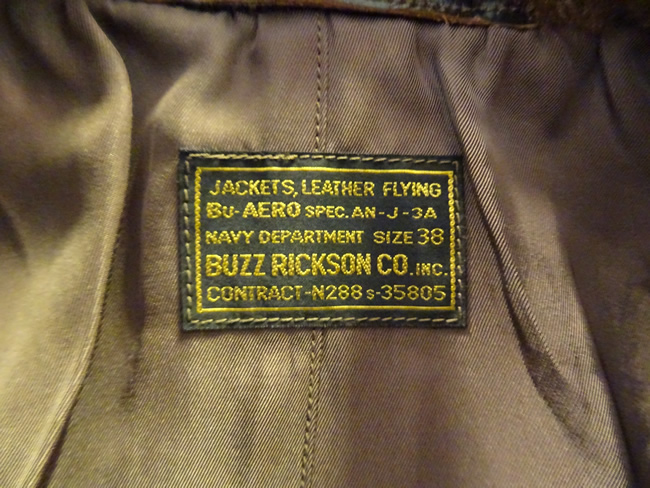 JACKETS, LEATHER FLYING
BU-AERO SPEC. AN-J-3A
NAVY DEPARTMENT SIZE 38
BUZZ RICKSON CO. INC.
CONTRACT-N288 s-35805